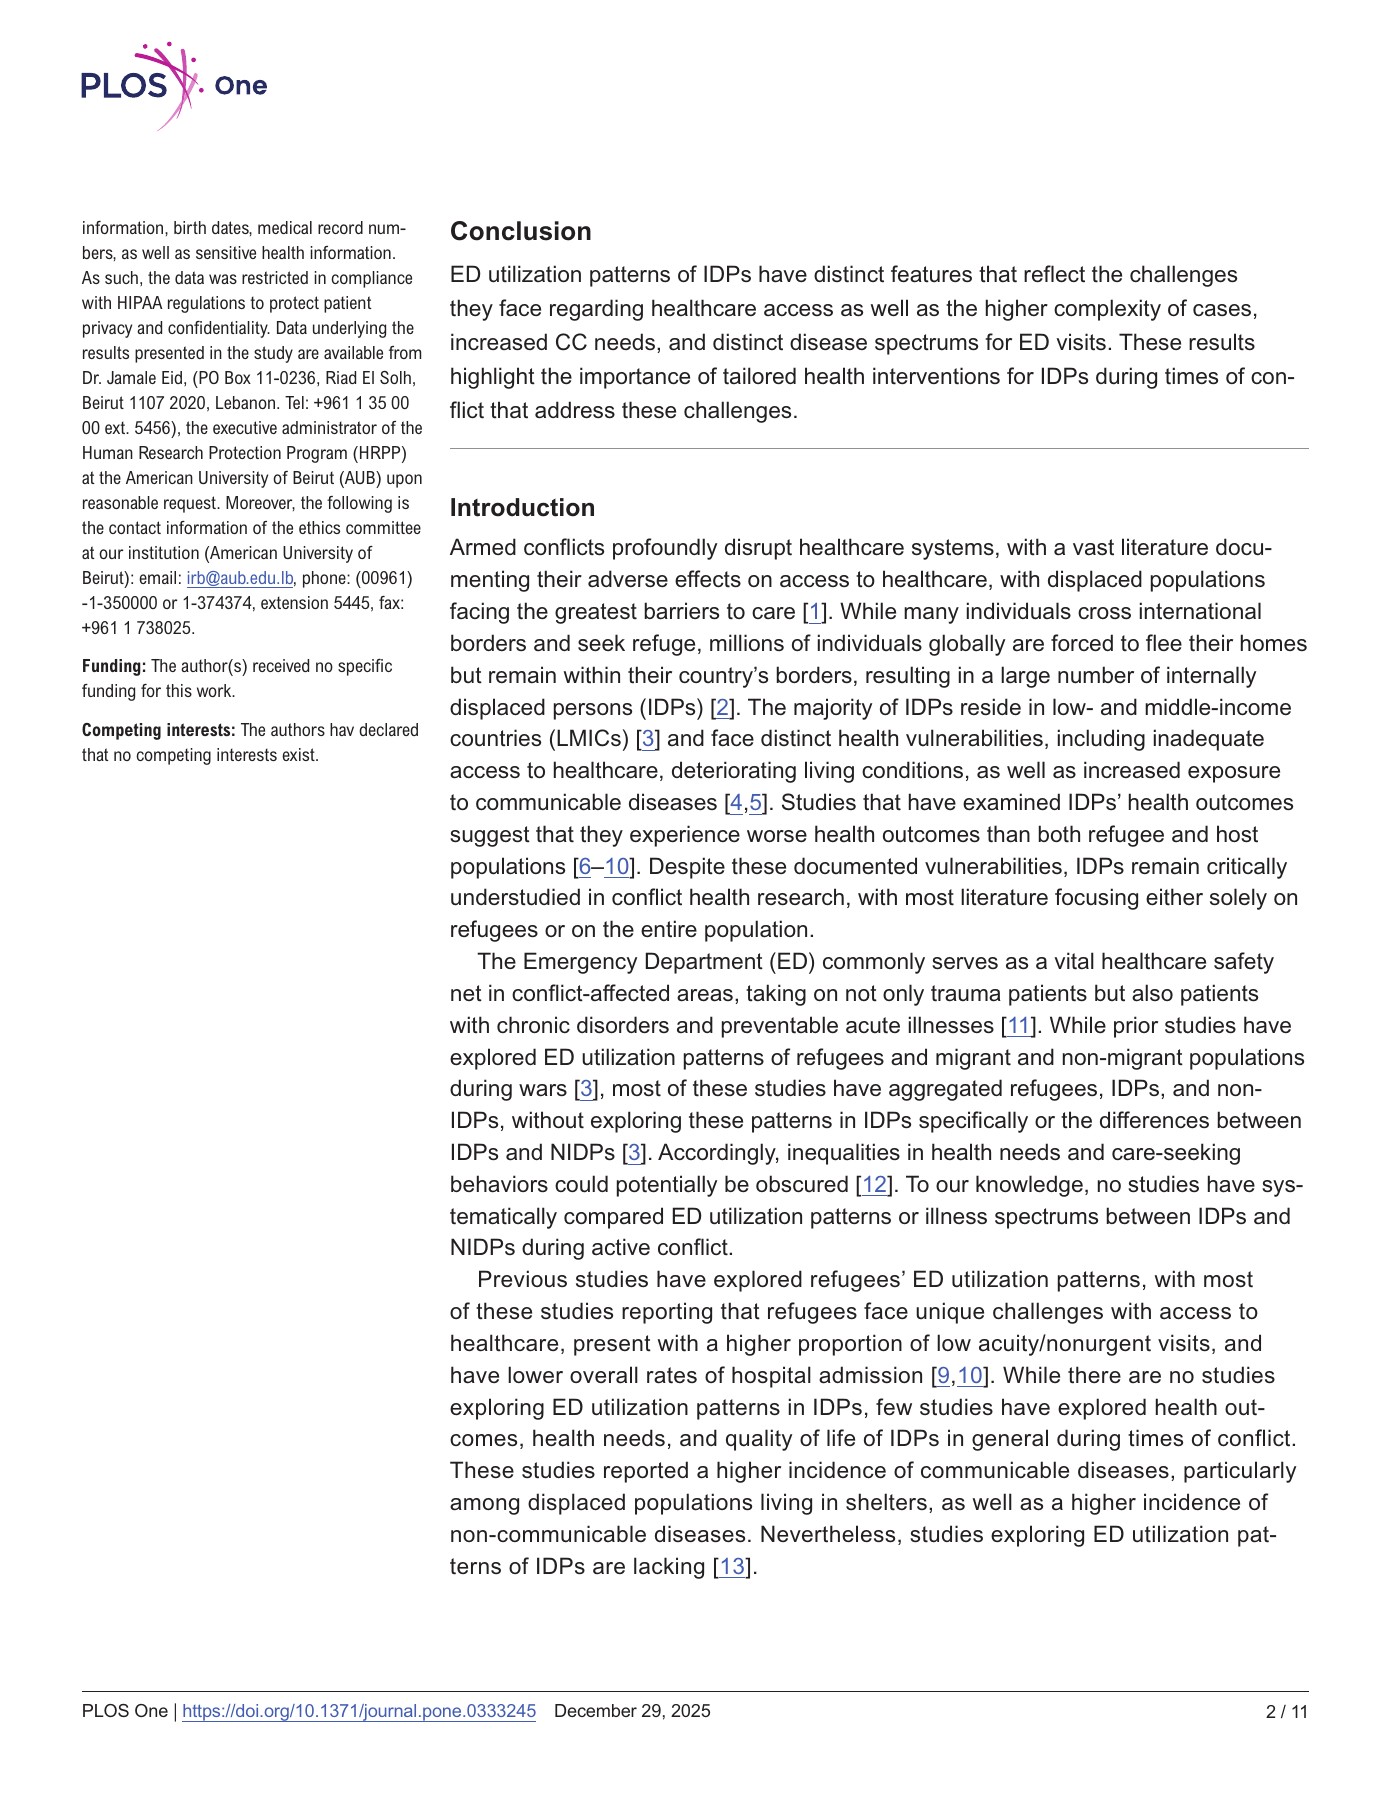 PLOS One
information, birth dates, medical record num-
bers, as well as sensitive health information.
As such, the data was restricted in compliance
with HIPAA regulations to protect patient
privacy and confidentiality. Data underlying the
results presented in the study are available from
Dr. Jamale Eid, (PO Box 11-0236, Riad El Solh,
Beirut 1107 2020, Lebanon. Tel: +961 1 35 00
00 ext. 5456), the executive administrator of the
Human Research Protection Program (HRPP)
at the American University of Beirut (AUB) upon
reasonable request. Moreover, the following is
the contact information of the ethics committee
at our institution (American University of
Beirut): email: irb@aub.edu.lb, phone: (00961)
-1-350000 or 1-374374, extension 5445, fax:
+961 1 738025.
Funding: The author(s) received no specific
funding for this work.
Competing interests: The authors hav declared
that no competing interests exist.
Conclusion
ED utilization patterns of IDPs have distinct features that reflect the challenges
they face regarding healthcare access as well as the higher complexity of cases,
increased CC needs, and distinct disease spectrums for ED visits. These results
highlight the importance of tailored health interventions for IDPs during times of con-
flict that address these challenges.
Introduction
Armed conflicts profoundly disrupt healthcare systems, with a vast literature docu-
menting their adverse effects on access to healthcare, with displaced populations
facing the greatest barriers to care [1]. While many individuals cross international
borders and seek refuge, millions of individuals globally are forced to flee their homes
but remain within their country’s borders, resulting in a large number of internally
displaced persons (IDPs) [2]. The majority of IDPs reside in low- and middle-income
countries (LMICs) [3] and face distinct health vulnerabilities, including inadequate
access to healthcare, deteriorating living conditions, as well as increased exposure
to communicable diseases [4,5]. Studies that have examined IDPs’ health outcomes
suggest that they experience worse health outcomes than both refugee and host
populations [6–10]. Despite these documented vulnerabilities, IDPs remain critically
understudied in conflict health research, with most literature focusing either solely on
refugees or on the entire population.
The Emergency Department (ED) commonly serves as a vital healthcare safety
net in conflict-affected areas, taking on not only trauma patients but also patients
with chronic disorders and preventable acute illnesses [11]. While prior studies have
explored ED utilization patterns of refugees and migrant and non-migrant populations
during wars [3], most of these studies have aggregated refugees, IDPs, and non-
IDPs, without exploring these patterns in IDPs specifically or the differences between
IDPs and NIDPs [3]. Accordingly, inequalities in health needs and care-seeking
behaviors could potentially be obscured [12]. To our knowledge, no studies have sys-
tematically compared ED utilization patterns or illness spectrums between IDPs and
NIDPs during active conflict.
Previous studies have explored refugees’ ED utilization patterns, with most
of these studies reporting that refugees face unique challenges with access to
healthcare, present with a higher proportion of low acuity/nonurgent visits, and
have lower overall rates of hospital admission [9,10]. While there are no studies
exploring ED utilization patterns in IDPs, few studies have explored health out-
comes, health needs, and quality of life of IDPs in general during times of conflict.
These studies reported a higher incidence of communicable diseases, particularly
among displaced populations living in shelters, as well as a higher incidence of
non-communicable diseases. Nevertheless, studies exploring ED utilization pat-
terns of IDPs are lacking [13].
PLOS One | https://doi.org/10.1371/journal.pone.0333245 December 29, 2025 2 / 11